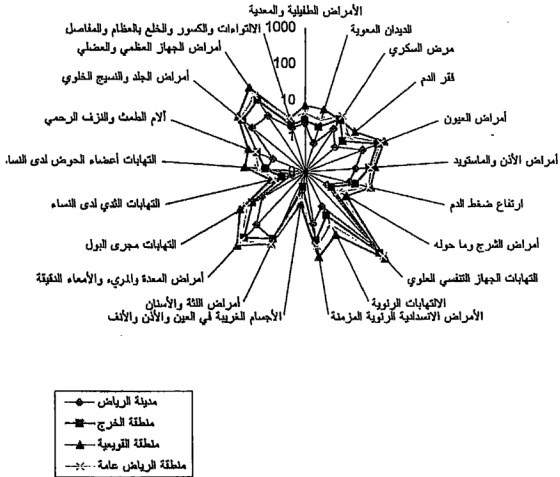 الأمراض الطفيلية والمعدية
الديدان المعوية
مرض السكري
فقر الدم
أمراض العيون
أمراض الأذن والماستويد
ارتفاع ضغط الدم
أمراض الشرج وما حوله
التهابات الجهاز التنفسي العلوي
الالتهابات الرئوية
الأمراض الانسدادية الرئوية المزمنة
الأجسام الغريبة في العين والأذن والأنف
أمراض اللثة والأسنان
أمراض المعدة والمريء والأمعاء الدقيقة
التهابات مجرى البول
التهابات الثدي لدى النساء
التهابات أعضاء الحوض لدى النسا.
آلام الطمث والنزف الرحمي
أمراض الجلد والنسيج الخلوي
أمراض الجهاز العظمي والعضلي
الالتواءات والكسور والخلع بالعظام والمفاصل
1000
100
10
1
0
مدينة الرياض
منطقة الخرج
منطقة القويعية
منطقة الرياض عامة